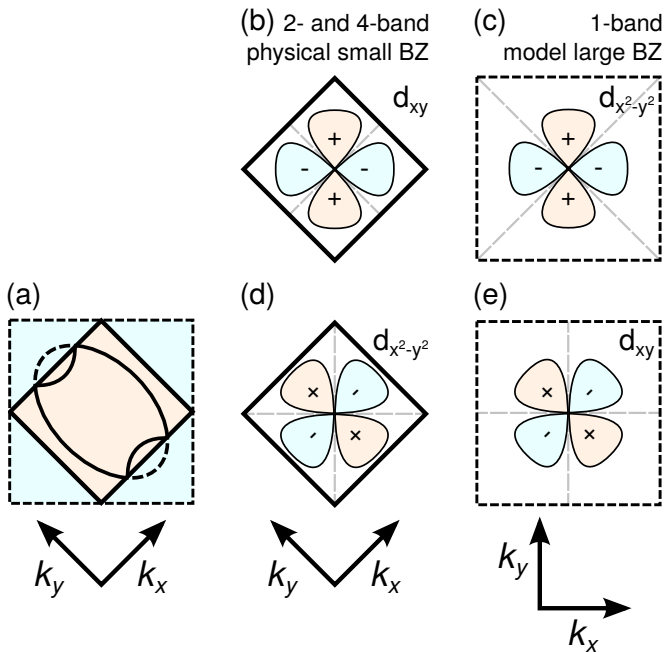 (b) 2- and 4-band
physical small BZ
(c) 1-band
model large BZ
d_xy
+
- -
+
d_x²-y²
+
- -
+
(a)
(d)
d_x²-y²
+ -
- +
(e)
d_xy
+ -
- +
k_y k_x
k_y k_x
k_y
k_x